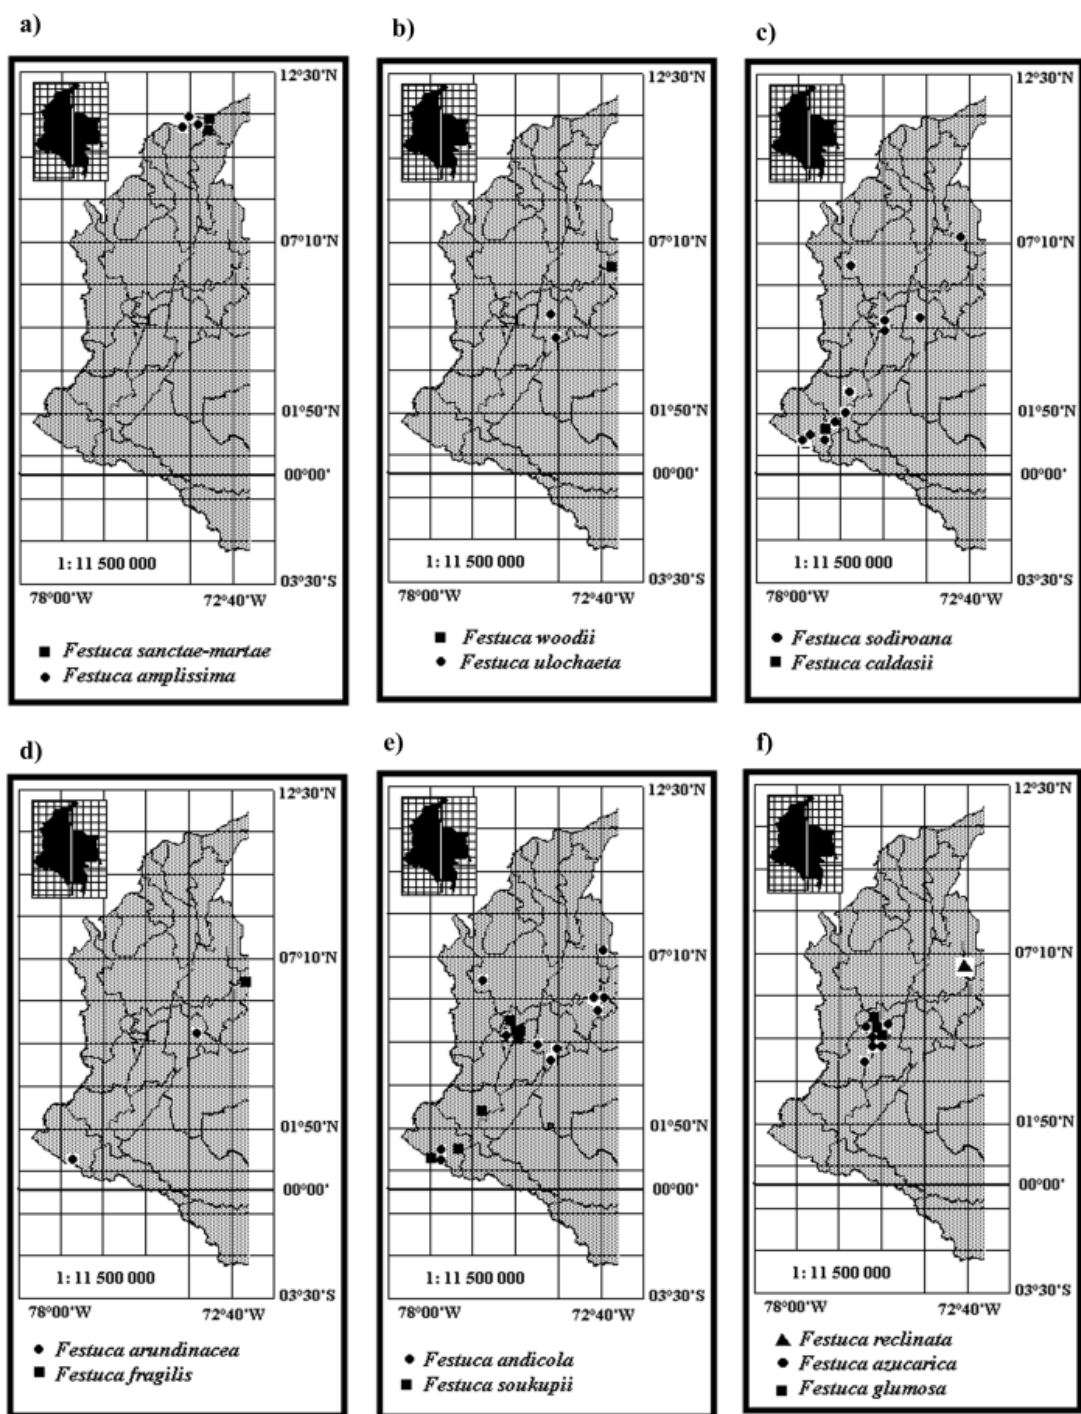 a)
12°30'N
07°10'N
01°50'N
00°00'
1: 11 500 000
03°30'S
78°00'W 72°40'W
Festuca sanctae-martae
Festuca amplissima
b)
12°30'N
07°10'N
01°50'N
00°00'
1: 11 500 000
03°30'S
78°00'W 72°40'W
Festuca woodii
Festuca ulochaeta
c)
12°30'N
07°10'N
01°50'N
00°00'
1: 11 500 000
03°30'S
78°00'W 72°40'W
Festuca sodiroana
Festuca caldasii
d)
12°30'N
07°10'N
01°50'N
00°00'
1: 11 500 000
03°30'S
78°00'W 72°40'W
Festuca arundinacea
Festuca fragilis
e)
12°30'N
07°10'N
01°50'N
00°00'
1: 11 500 000
03°30'S
78°00'W 72°40'W
Festuca andicola
Festuca soukupii
f)
12°30'N
07°10'N
01°50'N
00°00'
1: 11 500 000
03°30'S
78°00'W 72°40'W
Festuca reclinata
Festuca azucarica
Festuca glumosa